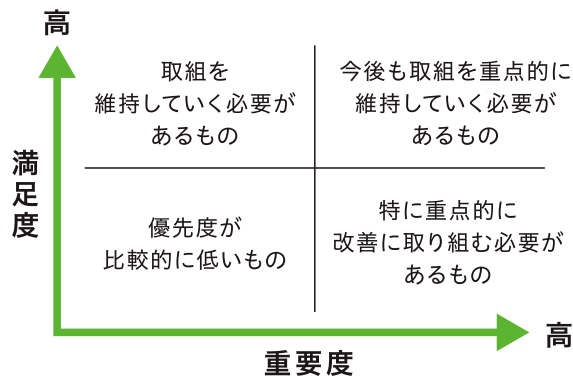 高
取組を
維持していく必要が
あるもの
今後も取組を重点的に
維持していく必要が
あるもの
満足度
優先度が
比較的に低いもの
特に重点的に
改善に取り組む必要が
あるもの
高
重要度